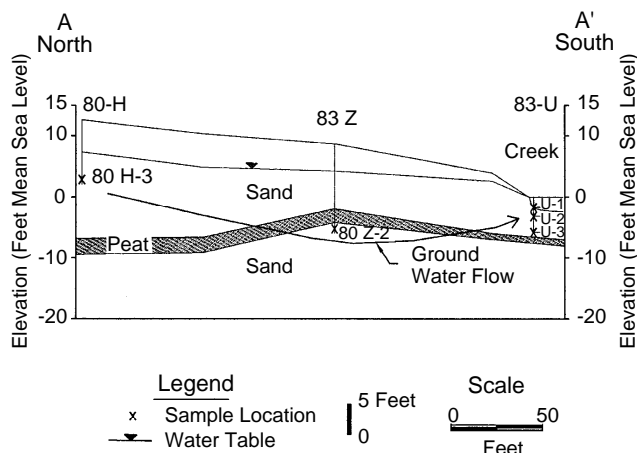 A
North
A'
South
Elevation (Feet Mean Sea Level)
15
10
0
-10
-20
80-H
83 Z
83-U
Creek
80 H-3
Sand
U-1
U-2
U-3
Peat
80 Z-2
Sand
Ground
Water Flow
15
10
0
-10
-20
Elevation (Feet Mean Sea Level)
Legend
x Sample Location
Water Table
5 Feet
0
Scale
0 50
Feet